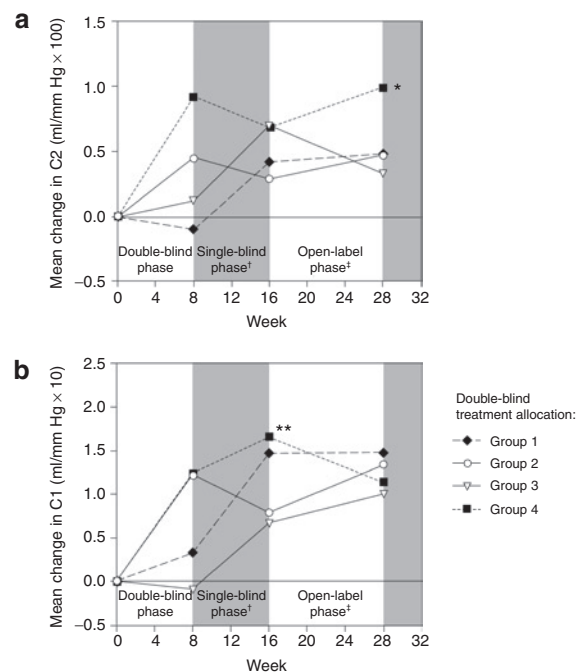 a
Mean change in C2 (ml/mm Hg × 100)
1.5
1.0
0.5
0.0
−0.5
*
Double-blind phase
Single-blind phase†
Open-label phase‡
0 4 8 12 16 20 24 28 32
Week
b
Mean change in C1 (ml/mm Hg × 10)
2.5
2.0
1.5
1.0
0.5
0.0
−0.5
**
Double-blind phase
Single-blind phase†
Open-label phase‡
0 4 8 12 16 20 24 28 32
Week
Double-blind
treatment allocation:
Group 1
Group 2
Group 3
Group 4